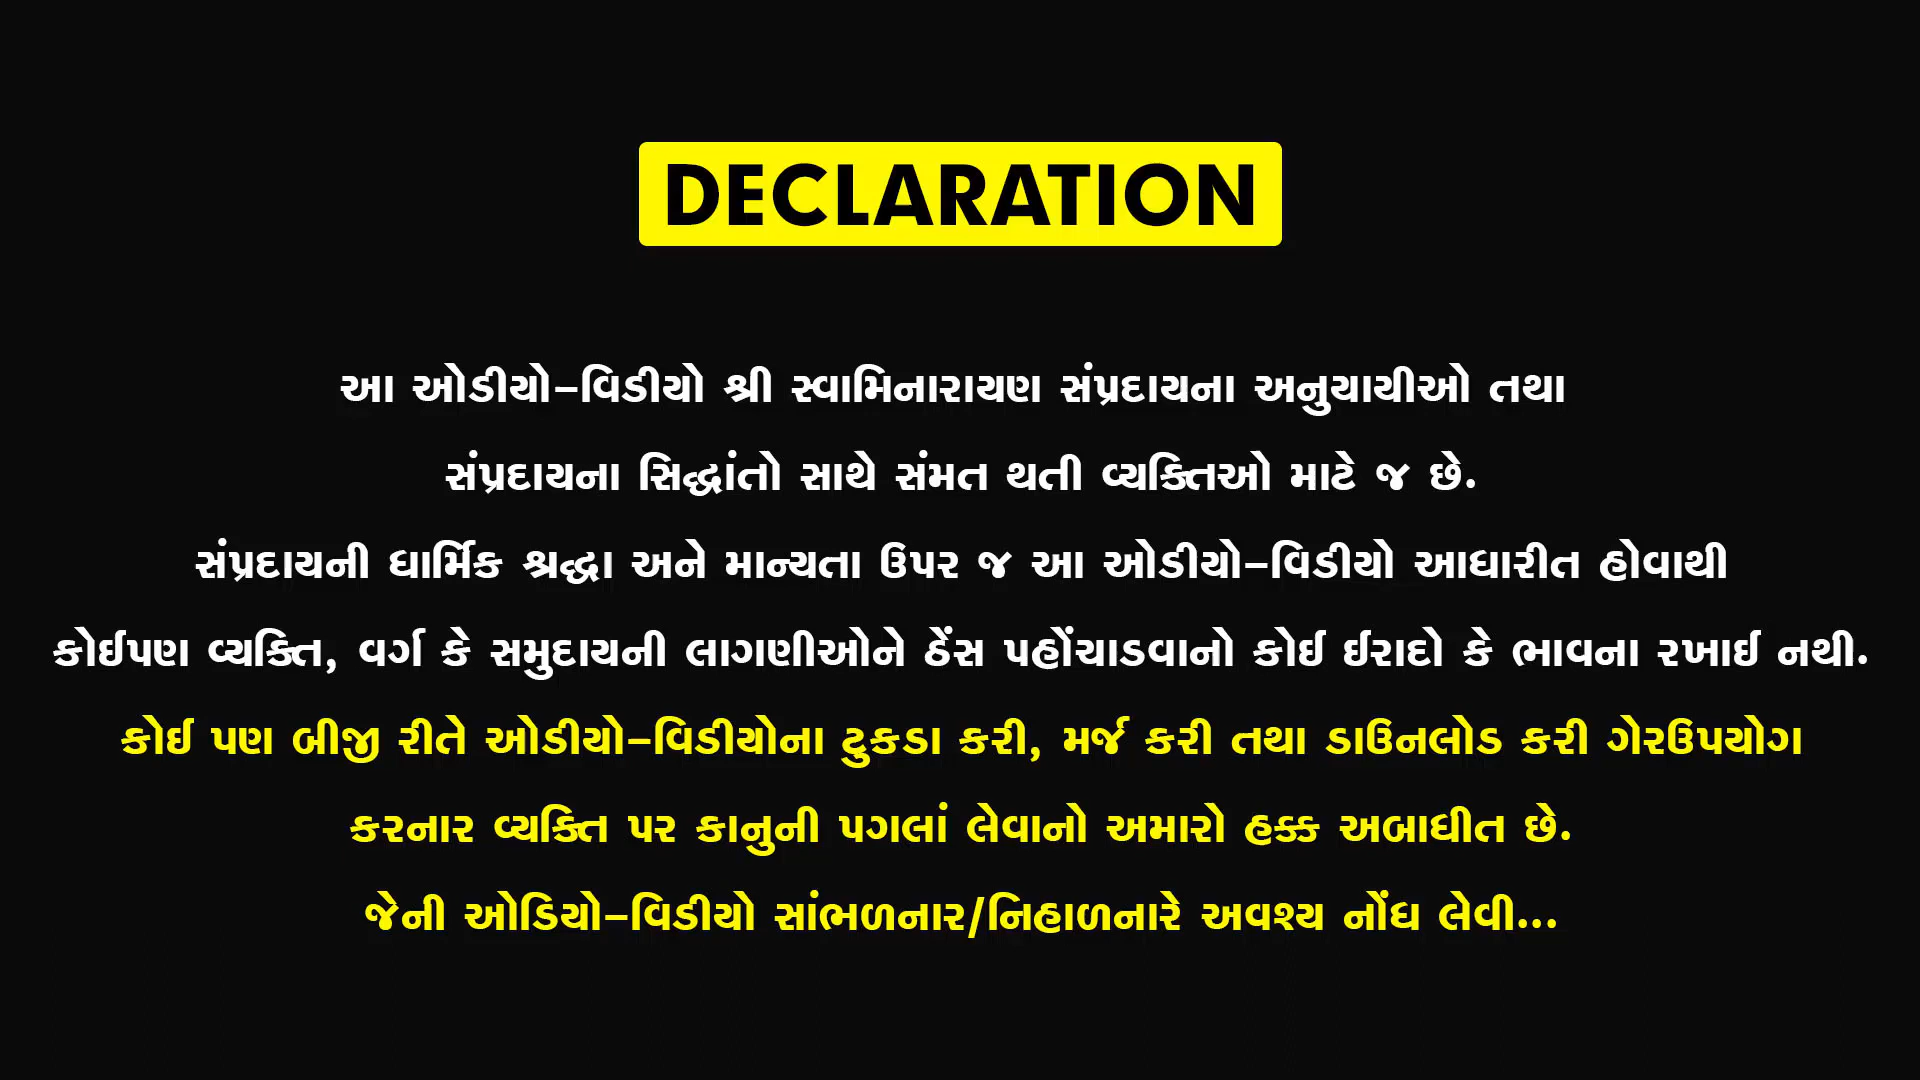 DECLARATION
આ ઓડીયો-વિડીયો શ્રી સ્વામિનારાયણ સંપ્રદાયના અનુયાયીઓ તથા
સંપ્રદાયના સિદ્ધાંતો સાથે સંમત થતી વ્યક્તિઓ માટે જ છે.
સંપ્રદાયની ધાર્મિક શ્રદ્ધા અને માન્યતા ઉપર જ આ ઓડીયો-વિડીયો આધારીત હોવાથી
કોઈપણ વ્યક્તિ, વર્ગ કે સમુદાયની લાગણીઓને ઠેંસ પહોંચાડવાનો કોઈ ઈરાદો કે ભાવના રખાઈ નથી.
કોઈ પણ બીજી રીતે ઓડીયો-વિડીયોના ટુકડા કરી, મર્જ કરી તથા ડાઉનલોડ કરી ગેરઉપયોગ
કરનાર વ્યક્તિ પર કાનુની પગલાં લેવાનો અમારો હક્ક અબાધીત છે.
જેની ઓડિયો-વિડીયો સાંભળનાર/નિહાળનારે અવશ્ય નોંધ લેવી...